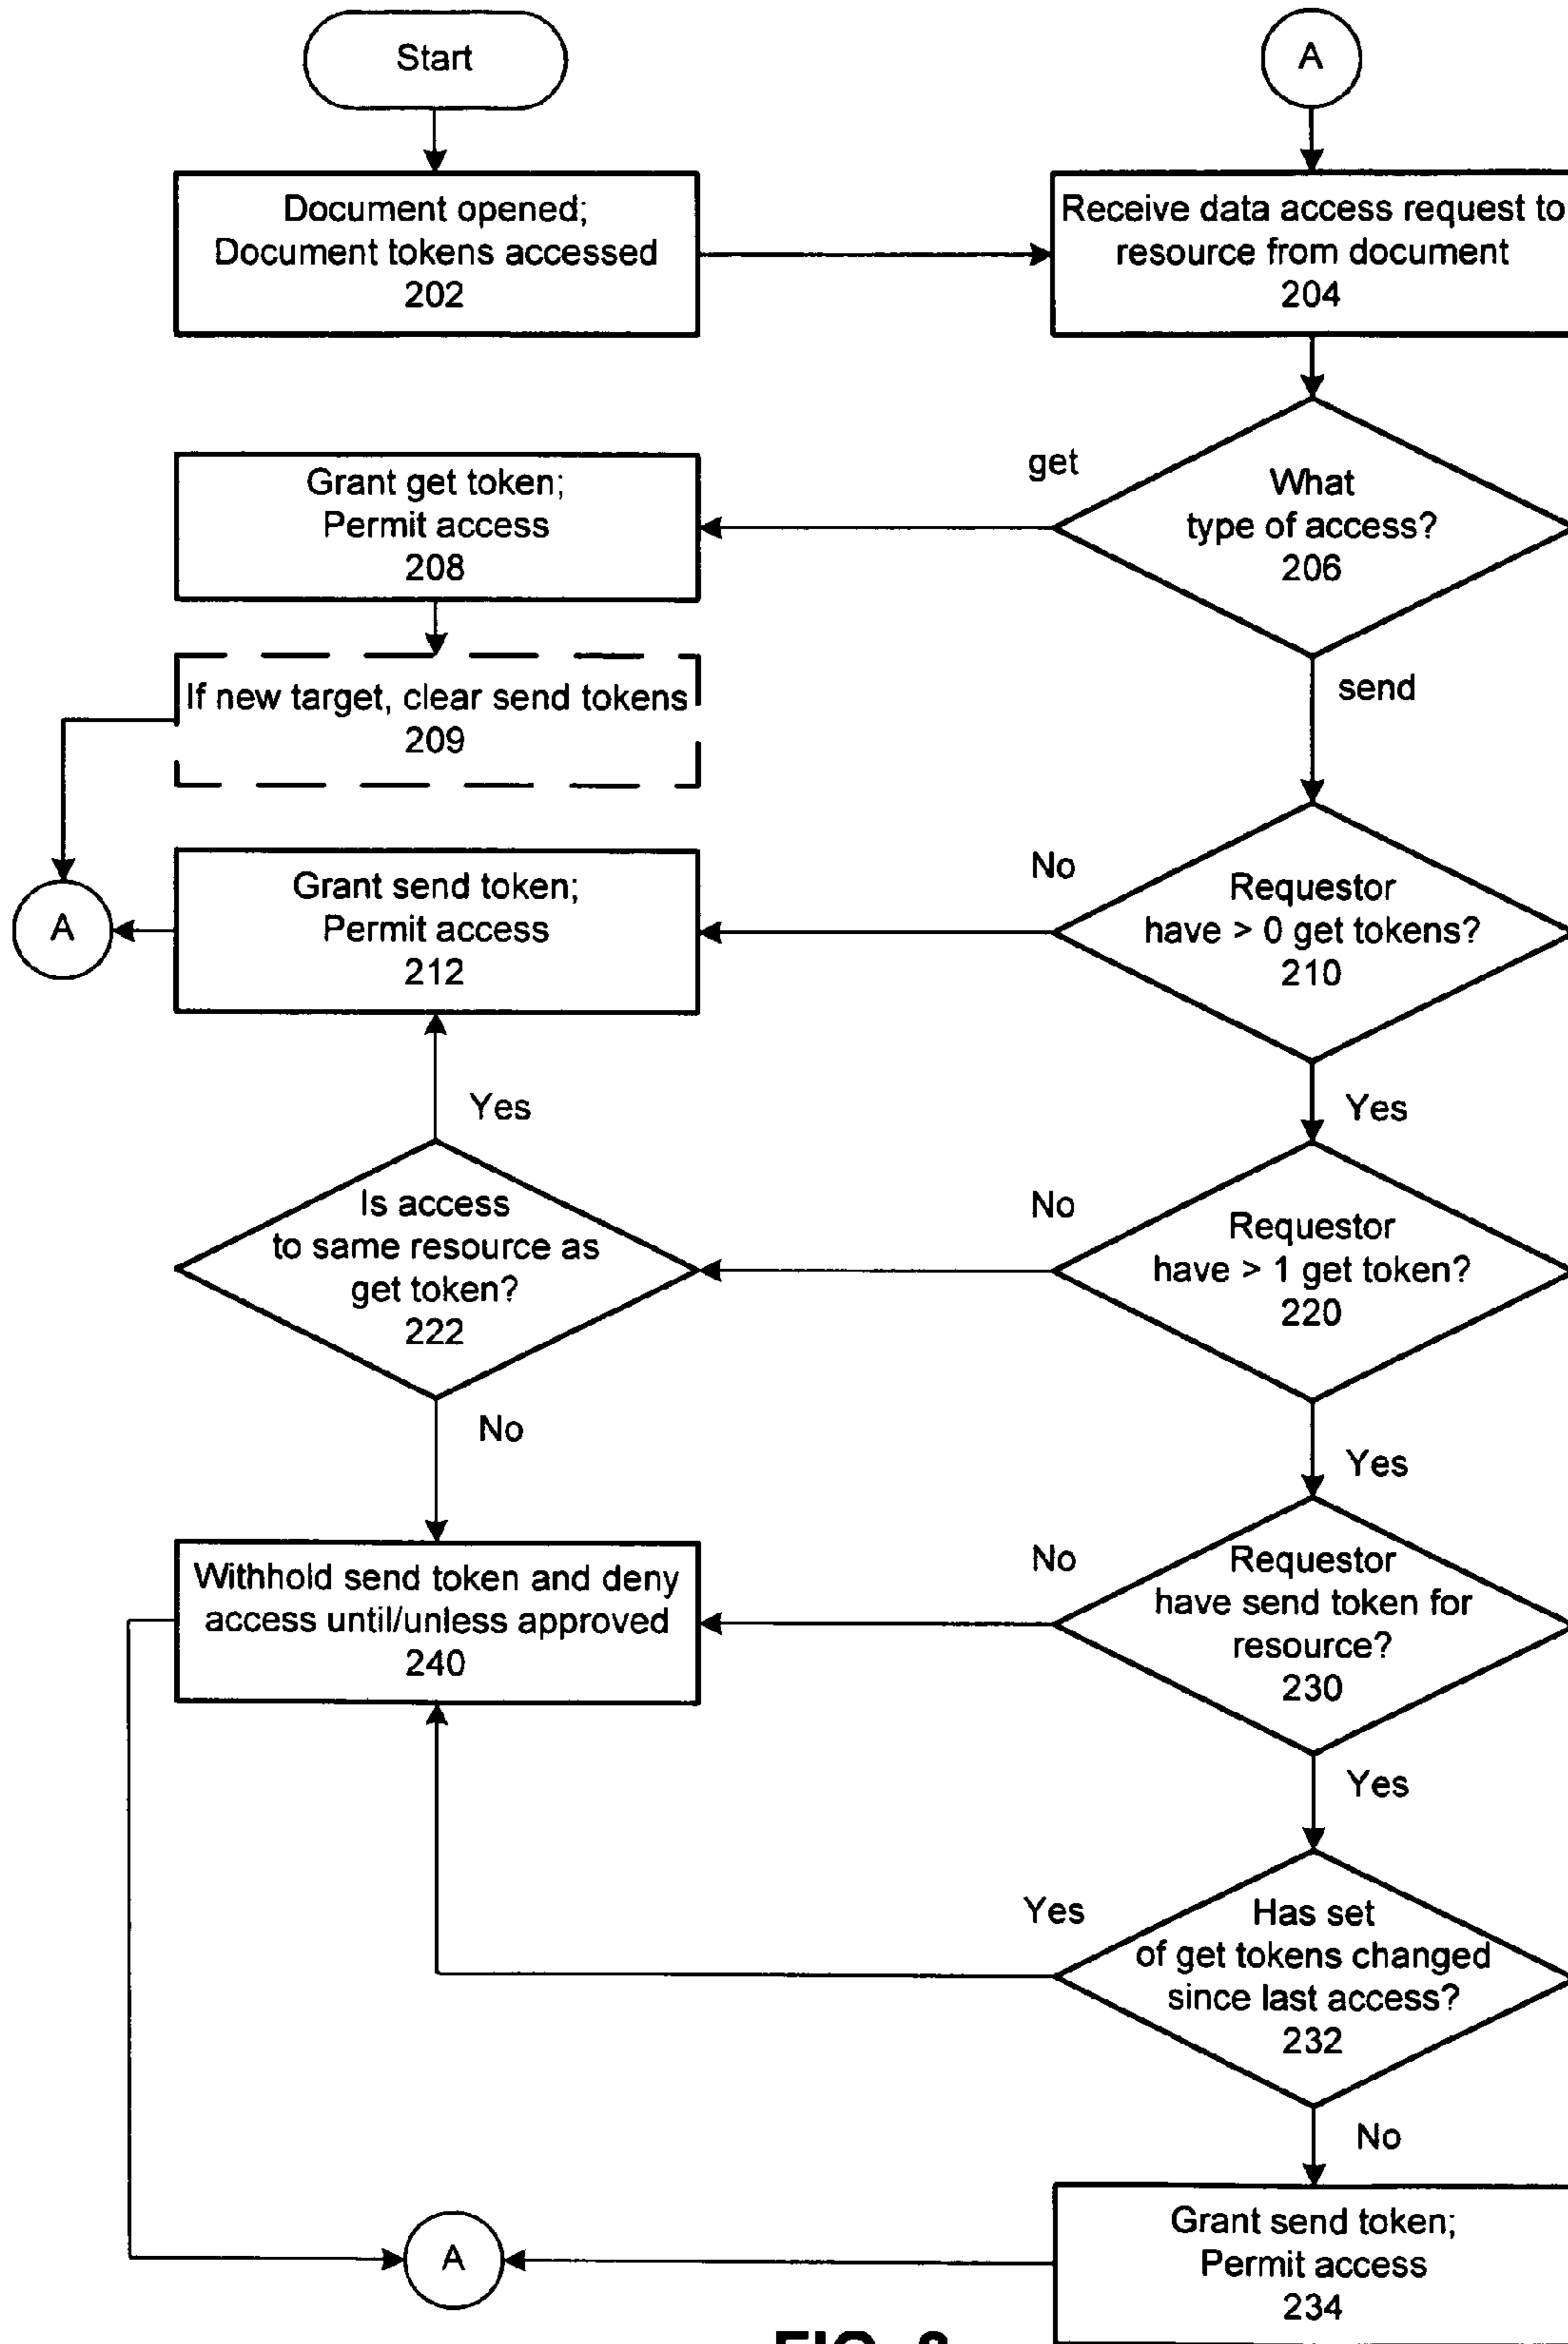 Start
A
Document opened;
Document tokens accessed
202
Receive data access request to
resource from document
204
get
What
type of access?
206
Grant get token;
Permit access
208
send
If new target, clear send tokens
209
No
Requestor
have > 0 get tokens?
210
Grant send token;
Permit access
212
A
Yes
Yes
Is access
to same resource as
get token?
222
No
Requestor
have > 1 get token?
220
No
Yes
Withhold send token and deny
access until/unless approved
240
No
Requestor
have send token for
resource?
230
Yes
Yes
Has set
of get tokens changed
since last access?
232
No
Grant send token;
Permit access
234
A